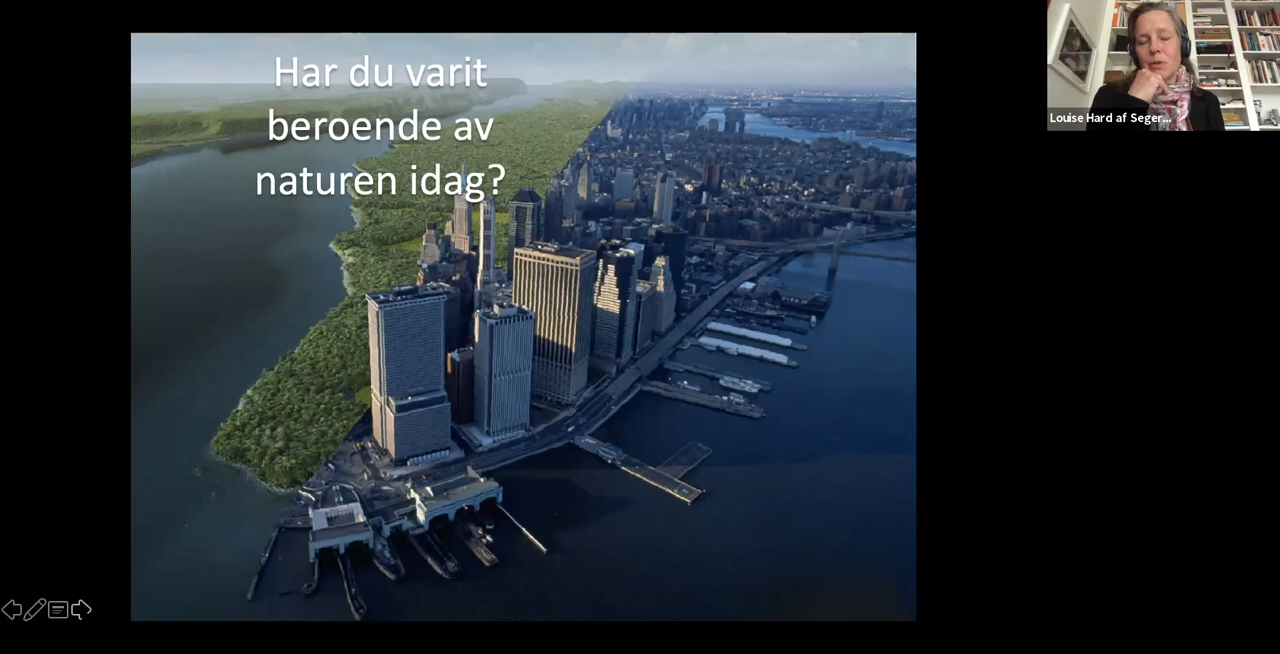 Har du varit
beroende av
naturen idag?
Louise Hard af Seger...